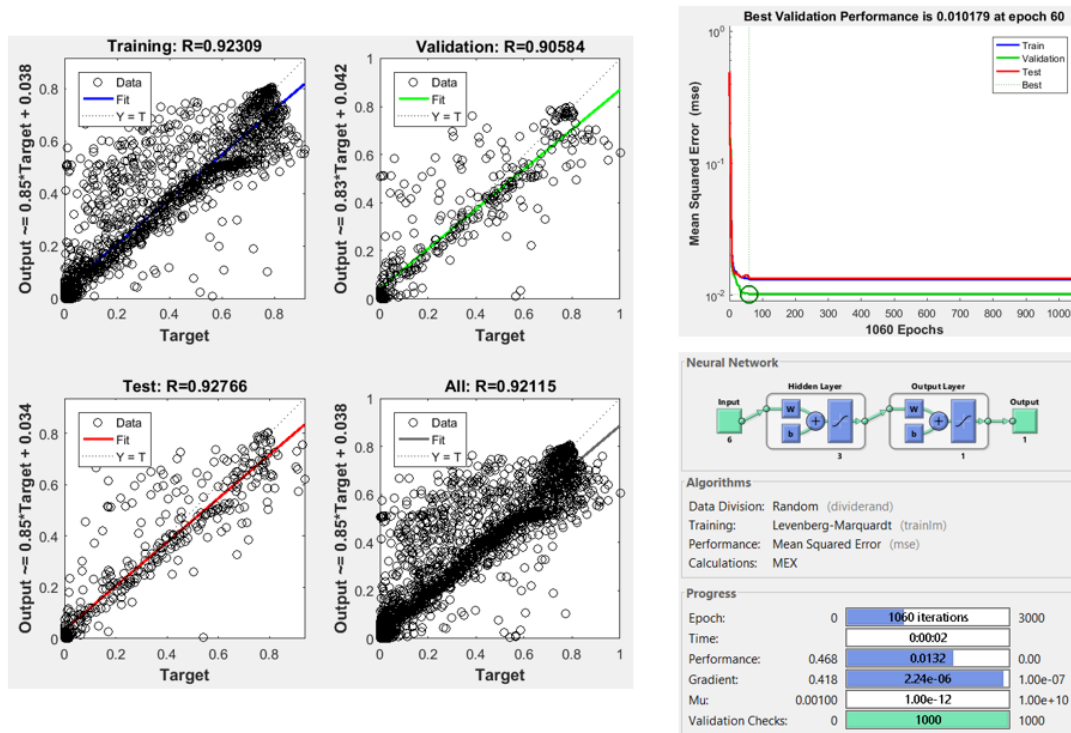 Training: R=0.92309
Output ~= 0.85*Target + 0.038
Data
Fit
Y = T
0.8
0.6
0.4
0.2
0
0 0.2 0.4 0.6 0.8
Target
Validation: R=0.90584
Output ~= 0.83*Target + 0.042
Data
Fit
Y = T
1
0.8
0.6
0.4
0.2
0
0 0.2 0.4 0.6 0.8 1
Target
Test: R=0.92766
Output ~= 0.85*Target + 0.034
Data
Fit
Y = T
0.8
0.6
0.4
0.2
0
0 0.2 0.4 0.6 0.8
Target
All: R=0.92115
Output ~= 0.85*Target + 0.038
Data
Fit
Y = T
1
0.8
0.6
0.4
0.2
0
0 0.2 0.4 0.6 0.8 1
Target
Best Validation Performance is 0.010179 at epoch 60
Mean Squared Error (mse)
Train
Validation
Test
Best
10^0
10^-1
10^-2
0 100 200 300 400 500 600 700 800 900 1000
1060 Epochs
Neural Network
Hidden Layer Output Layer
Input Output
W W
+ +
b b
6 3 1 1
Algorithms
Data Division: Random (dividerand)
Training: Levenberg-Marquardt (trainlm)
Performance: Mean Squared Error (mse)
Calculations: MEX
Progress
Epoch: 0 1060 iterations 3000
Time: 0:00:02
Performance: 0.468 0.0132 0.00
Gradient: 0.418 2.24e-06 1.00e-07
Mu: 0.00100 1.00e-12 1.00e+10
Validation Checks: 0 1000 1000